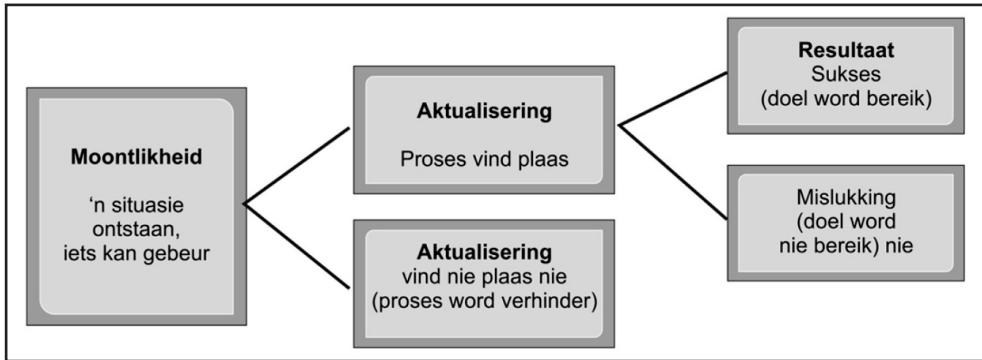 Moontlikheid
‘n situasie
ontstaan,
iets kan gebeur
Aktualisering
Proses vind plaas
Aktualisering
vind nie plaas nie
(proses word verhinder)
Resultaat
Sukses
(doel word bereik)
Mislukking
(doel word
nie bereik) nie